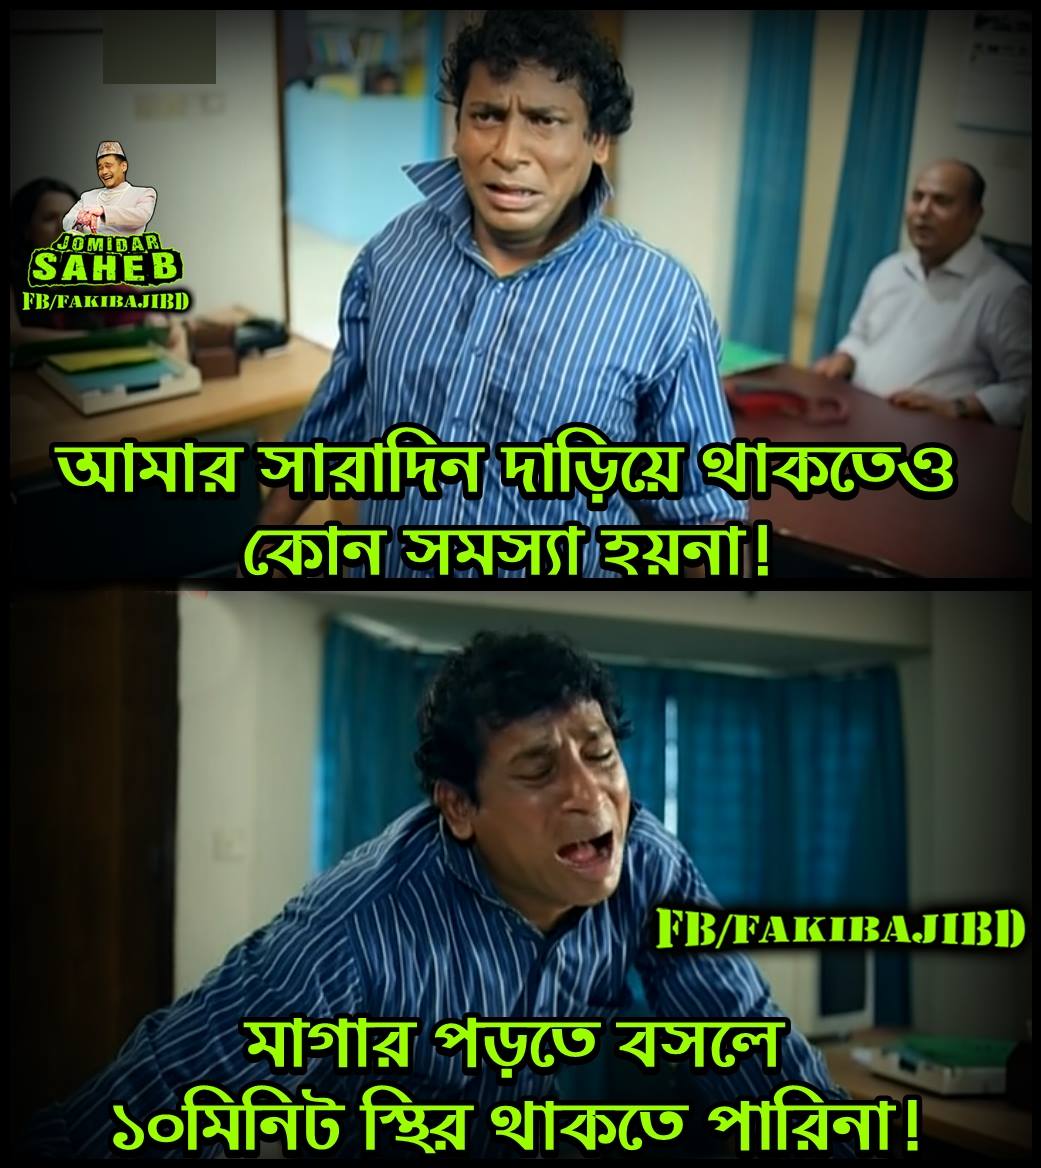 JOMIDAR
SAHEB
FB/FAKIBAJIBD
আমার সারাদিন দাড়িয়ে থাকতেও
কোন সমস্যা হয়না!
FB/FAKIBAJIBD
মাগার পড়তে বসলে
১০মিনিট স্থির থাকতে পারিনা!